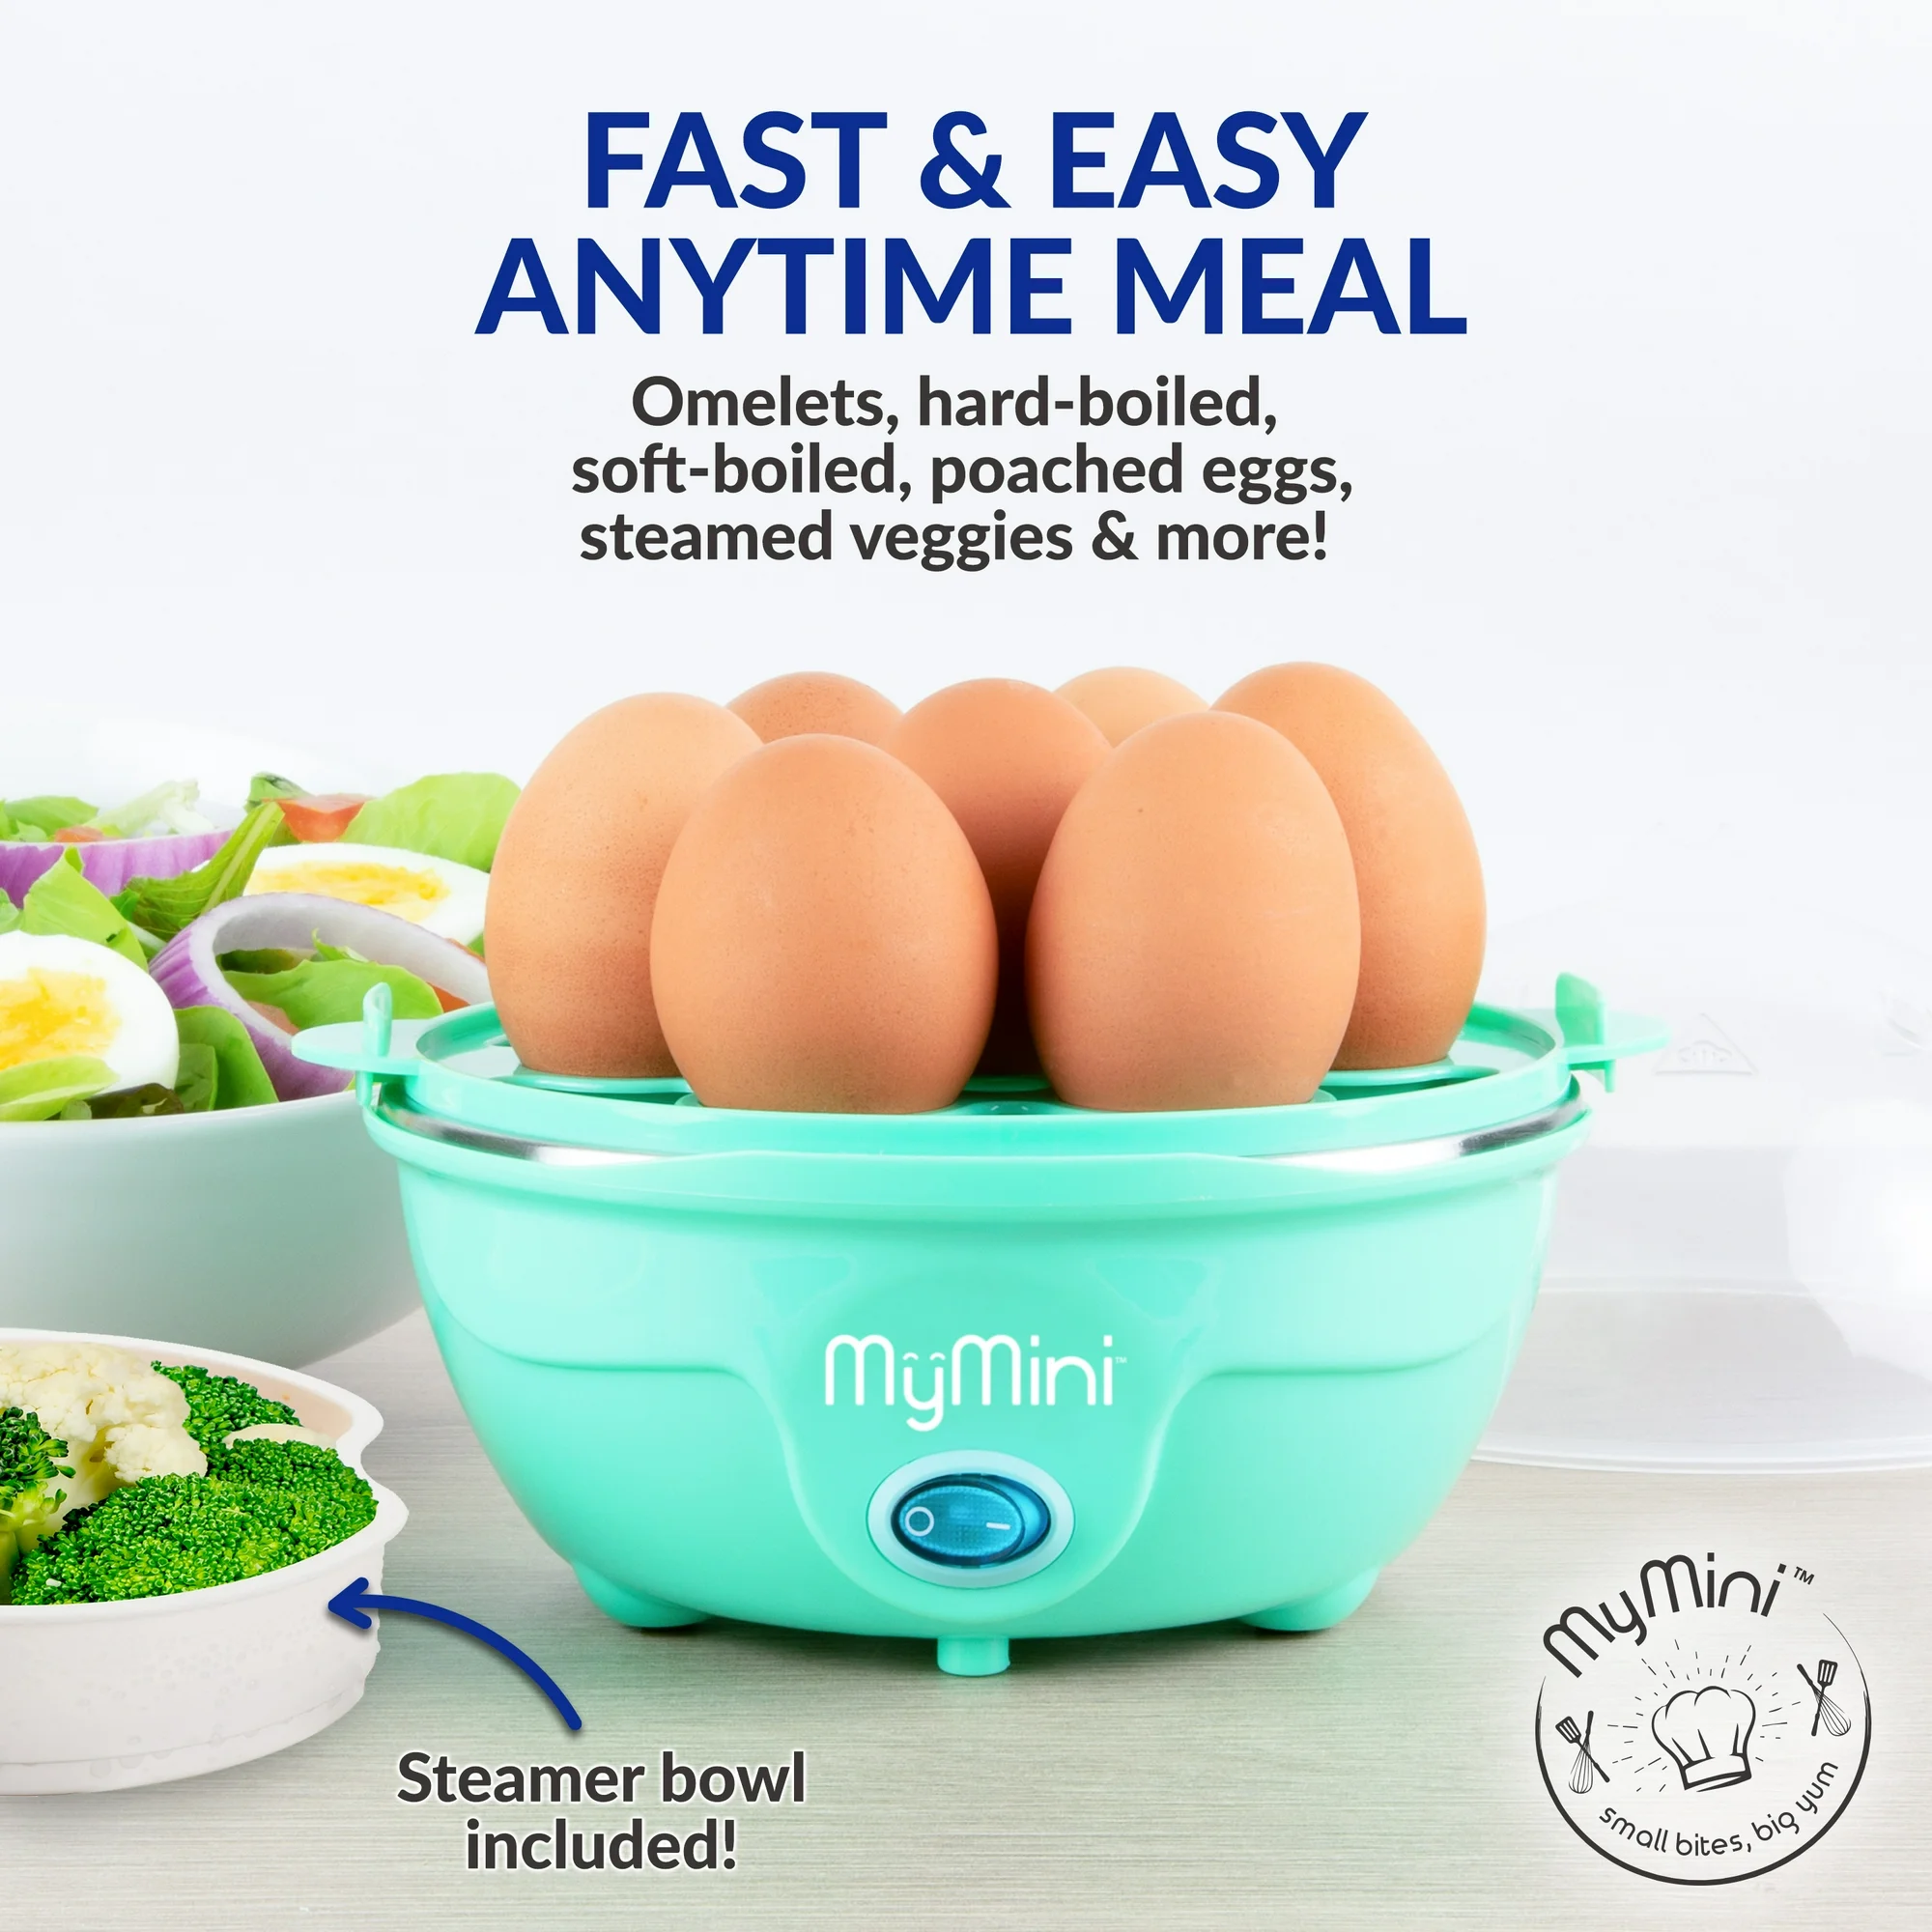 FAST & EASY
ANYTIME MEAL
Omelets, hard-boiled,
soft-boiled, poached eggs,
steamed veggies & more!
MyMini™
Steamer bowl
included!
MyMini™
small bites, big yum